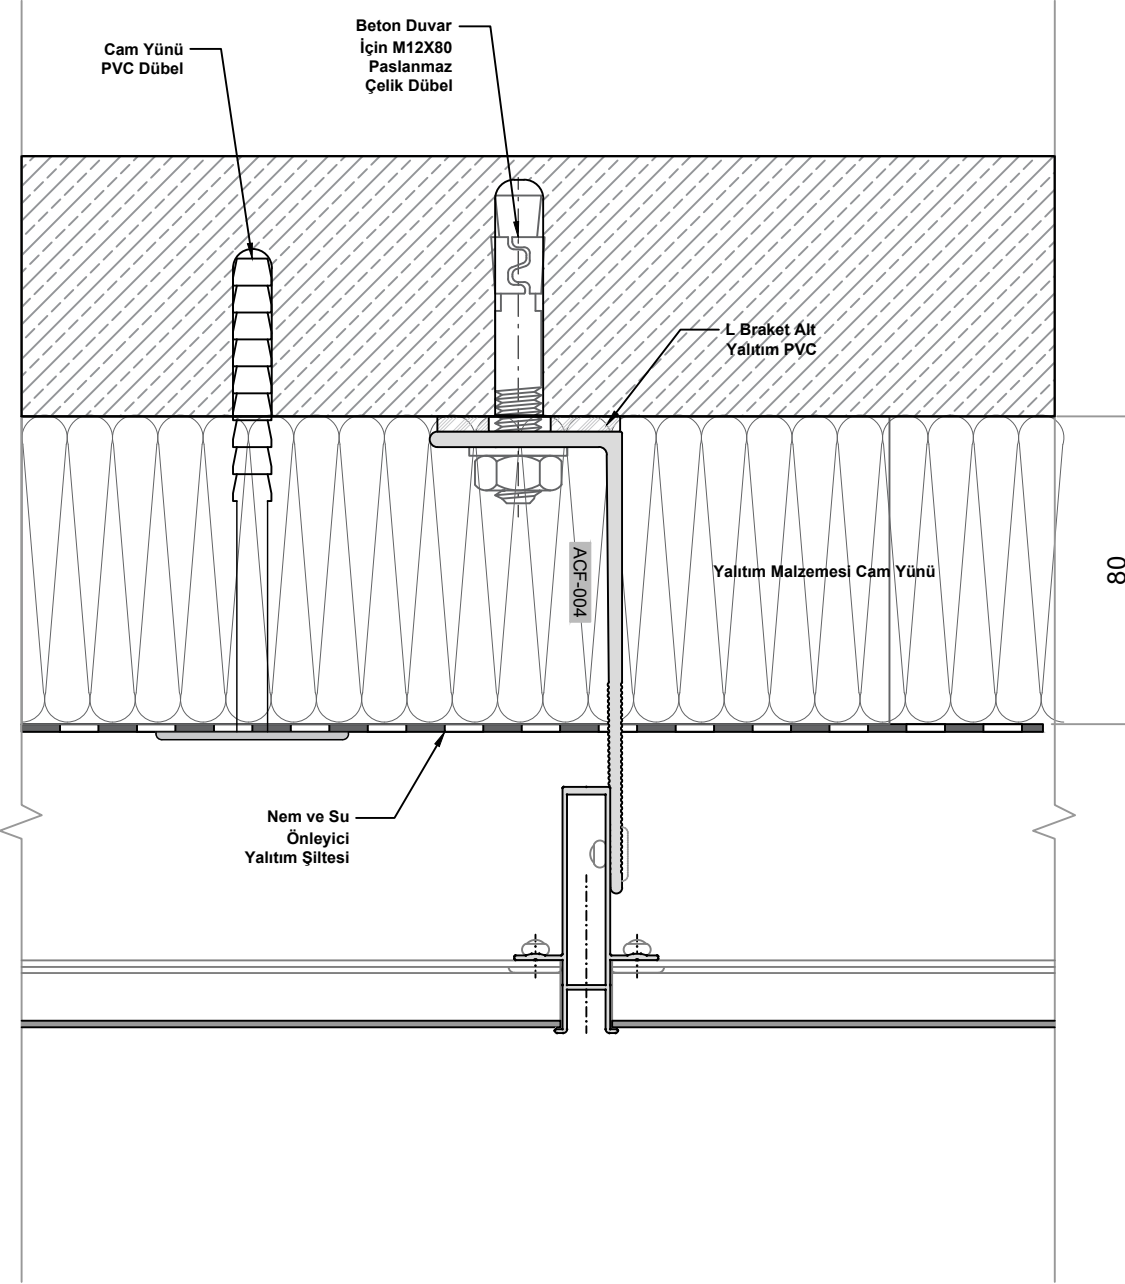 Beton Duvar
İçin M12X80
Paslanmaz
Çelik Dübel
Cam Yünü
PVC Dübel
L Braket Alt
Yalıtım PVC
ACF-004
Yalıtım Malzemesi Cam Yünü
80
Nem ve Su
Önleyici
Yalıtım Şiltesi